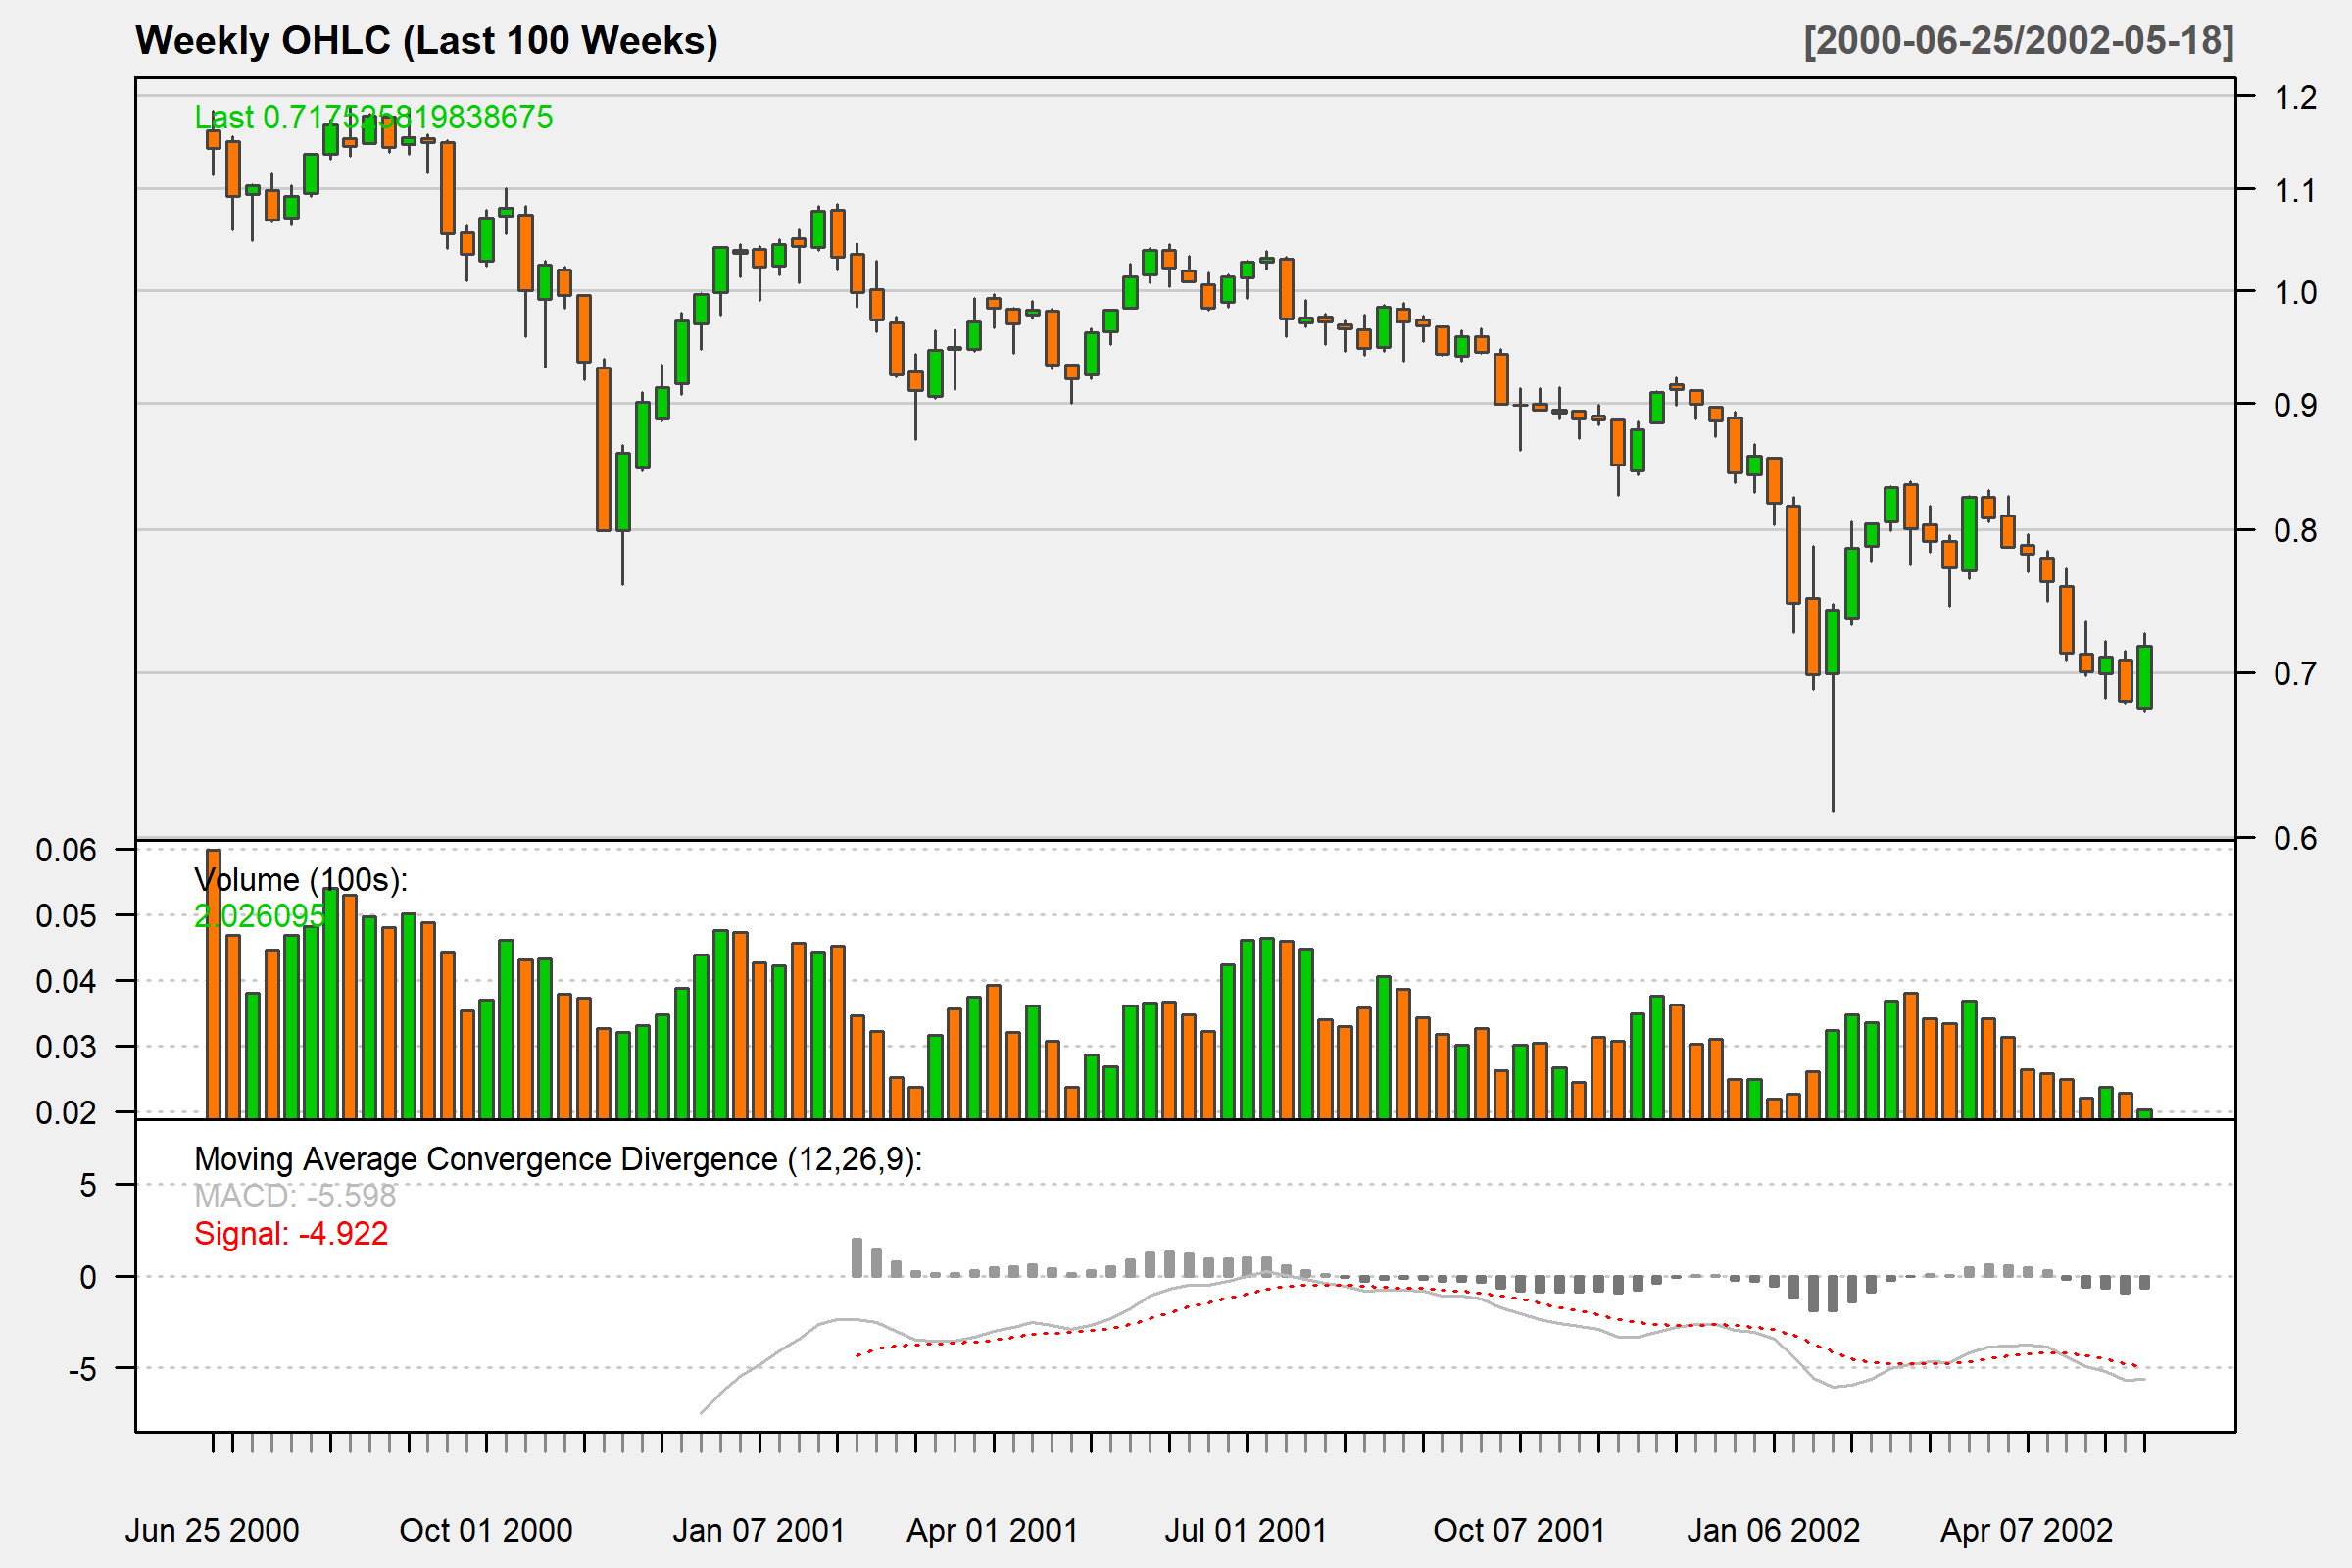 Weekly OHLC (Last 100 Weeks)
[2000-06-25/2002-05-18]
Last 0.717525819838675
1.2
1.1
1.0
0.9
0.8
0.7
0.6
0.06
0.05
0.04
0.03
0.02
Volume (100s):
2.026095
Moving Average Convergence Divergence (12,26,9):
MACD: -5.598
Signal: -4.922
5
0
-5
Jun 25 2000
Oct 01 2000
Jan 07 2001
Apr 01 2001
Jul 01 2001
Oct 07 2001
Jan 06 2002
Apr 07 2002